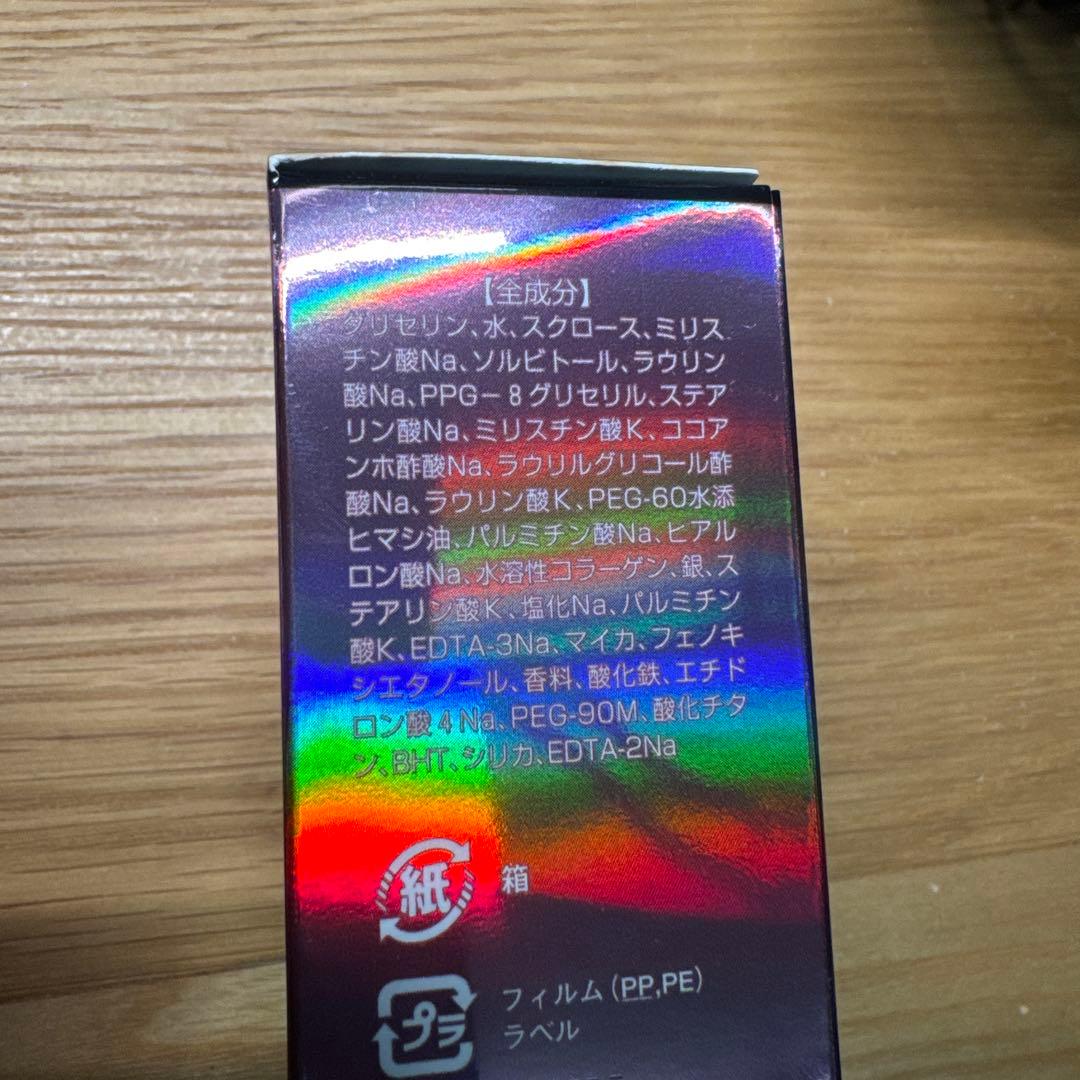 【全成分】
グリセリン、水、スクロース、ミリス
チン酸Na、ソルビトール、ラウリン
酸Na、PPG－8グリセリル、ステア
リン酸Na、ミリスチン酸K、ココア
ンホ酢酸Na、ラウリルグリコール酢
酸Na、ラウリン酸K、PEG-60水添
ヒマシ油、パルミチン酸Na、ヒアル
ロン酸Na、水溶性コラーゲン、銀、ス
テアリン酸K、塩化Na、パルミチン
酸K、EDTA-3Na、マイカ、フェノキ
シエタノール、香料、酸化鉄、エチド
ロン酸4Na、PEG-90M、酸化チタ
ン、BHT、シリカ、EDTA-2Na
紙 箱
プラ フィルム(PP,PE)
ラベル